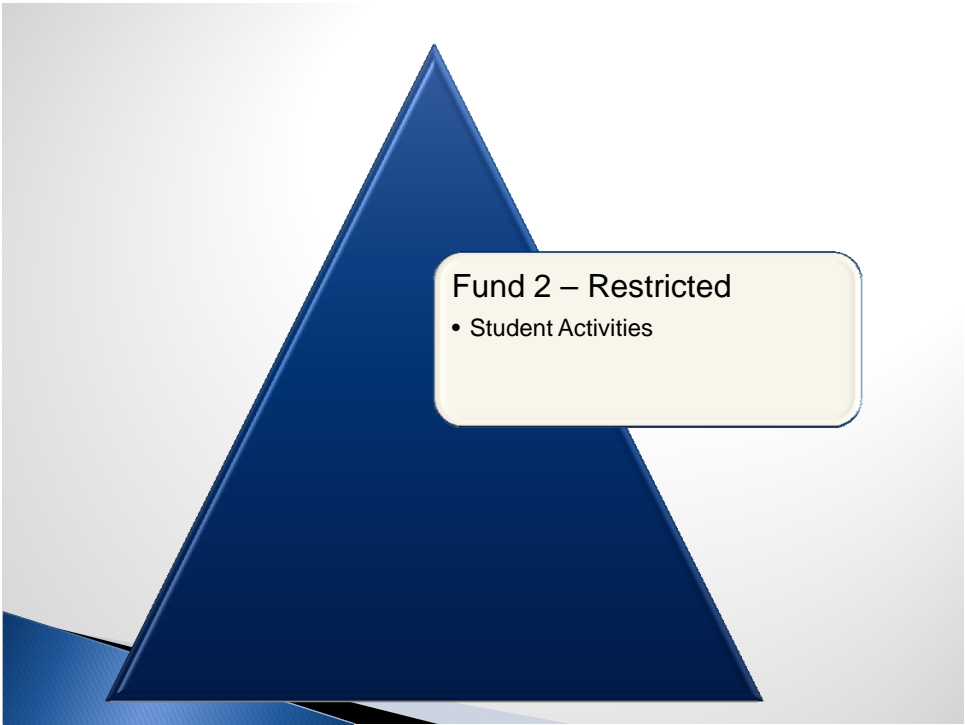 Fund 2 – Restricted
• Student Activities